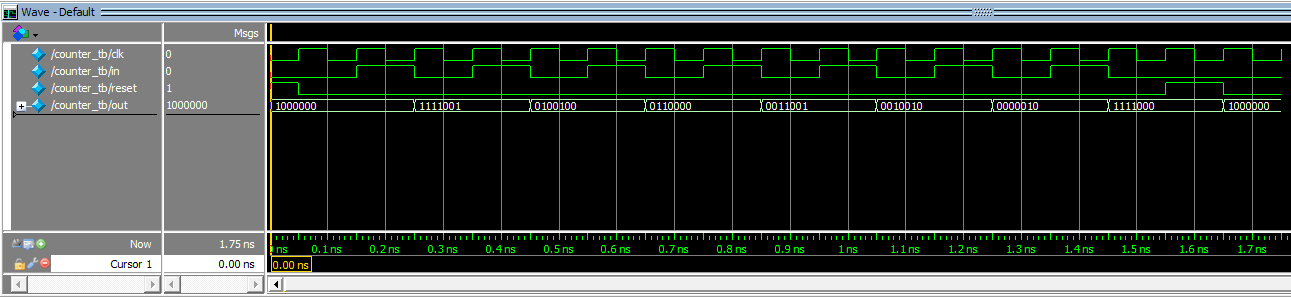 Wave - Default
Msgs
/counter_tb/clk 0
/counter_tb/in 0
/counter_tb/reset 1
/counter_tb/out 1000000 1000000 1111001 0100100 0110000 0011001 0010010 0000010 1111000 1000000
Now 1.75 ns ns 0.1 ns 0.2 ns 0.3 ns 0.4 ns 0.5 ns 0.6 ns 0.7 ns 0.8 ns 0.9 ns 1 ns 1.1 ns 1.2 ns 1.3 ns 1.4 ns 1.5 ns 1.6 ns 1.7 ns
Cursor 1 0.00 ns 0.00 ns